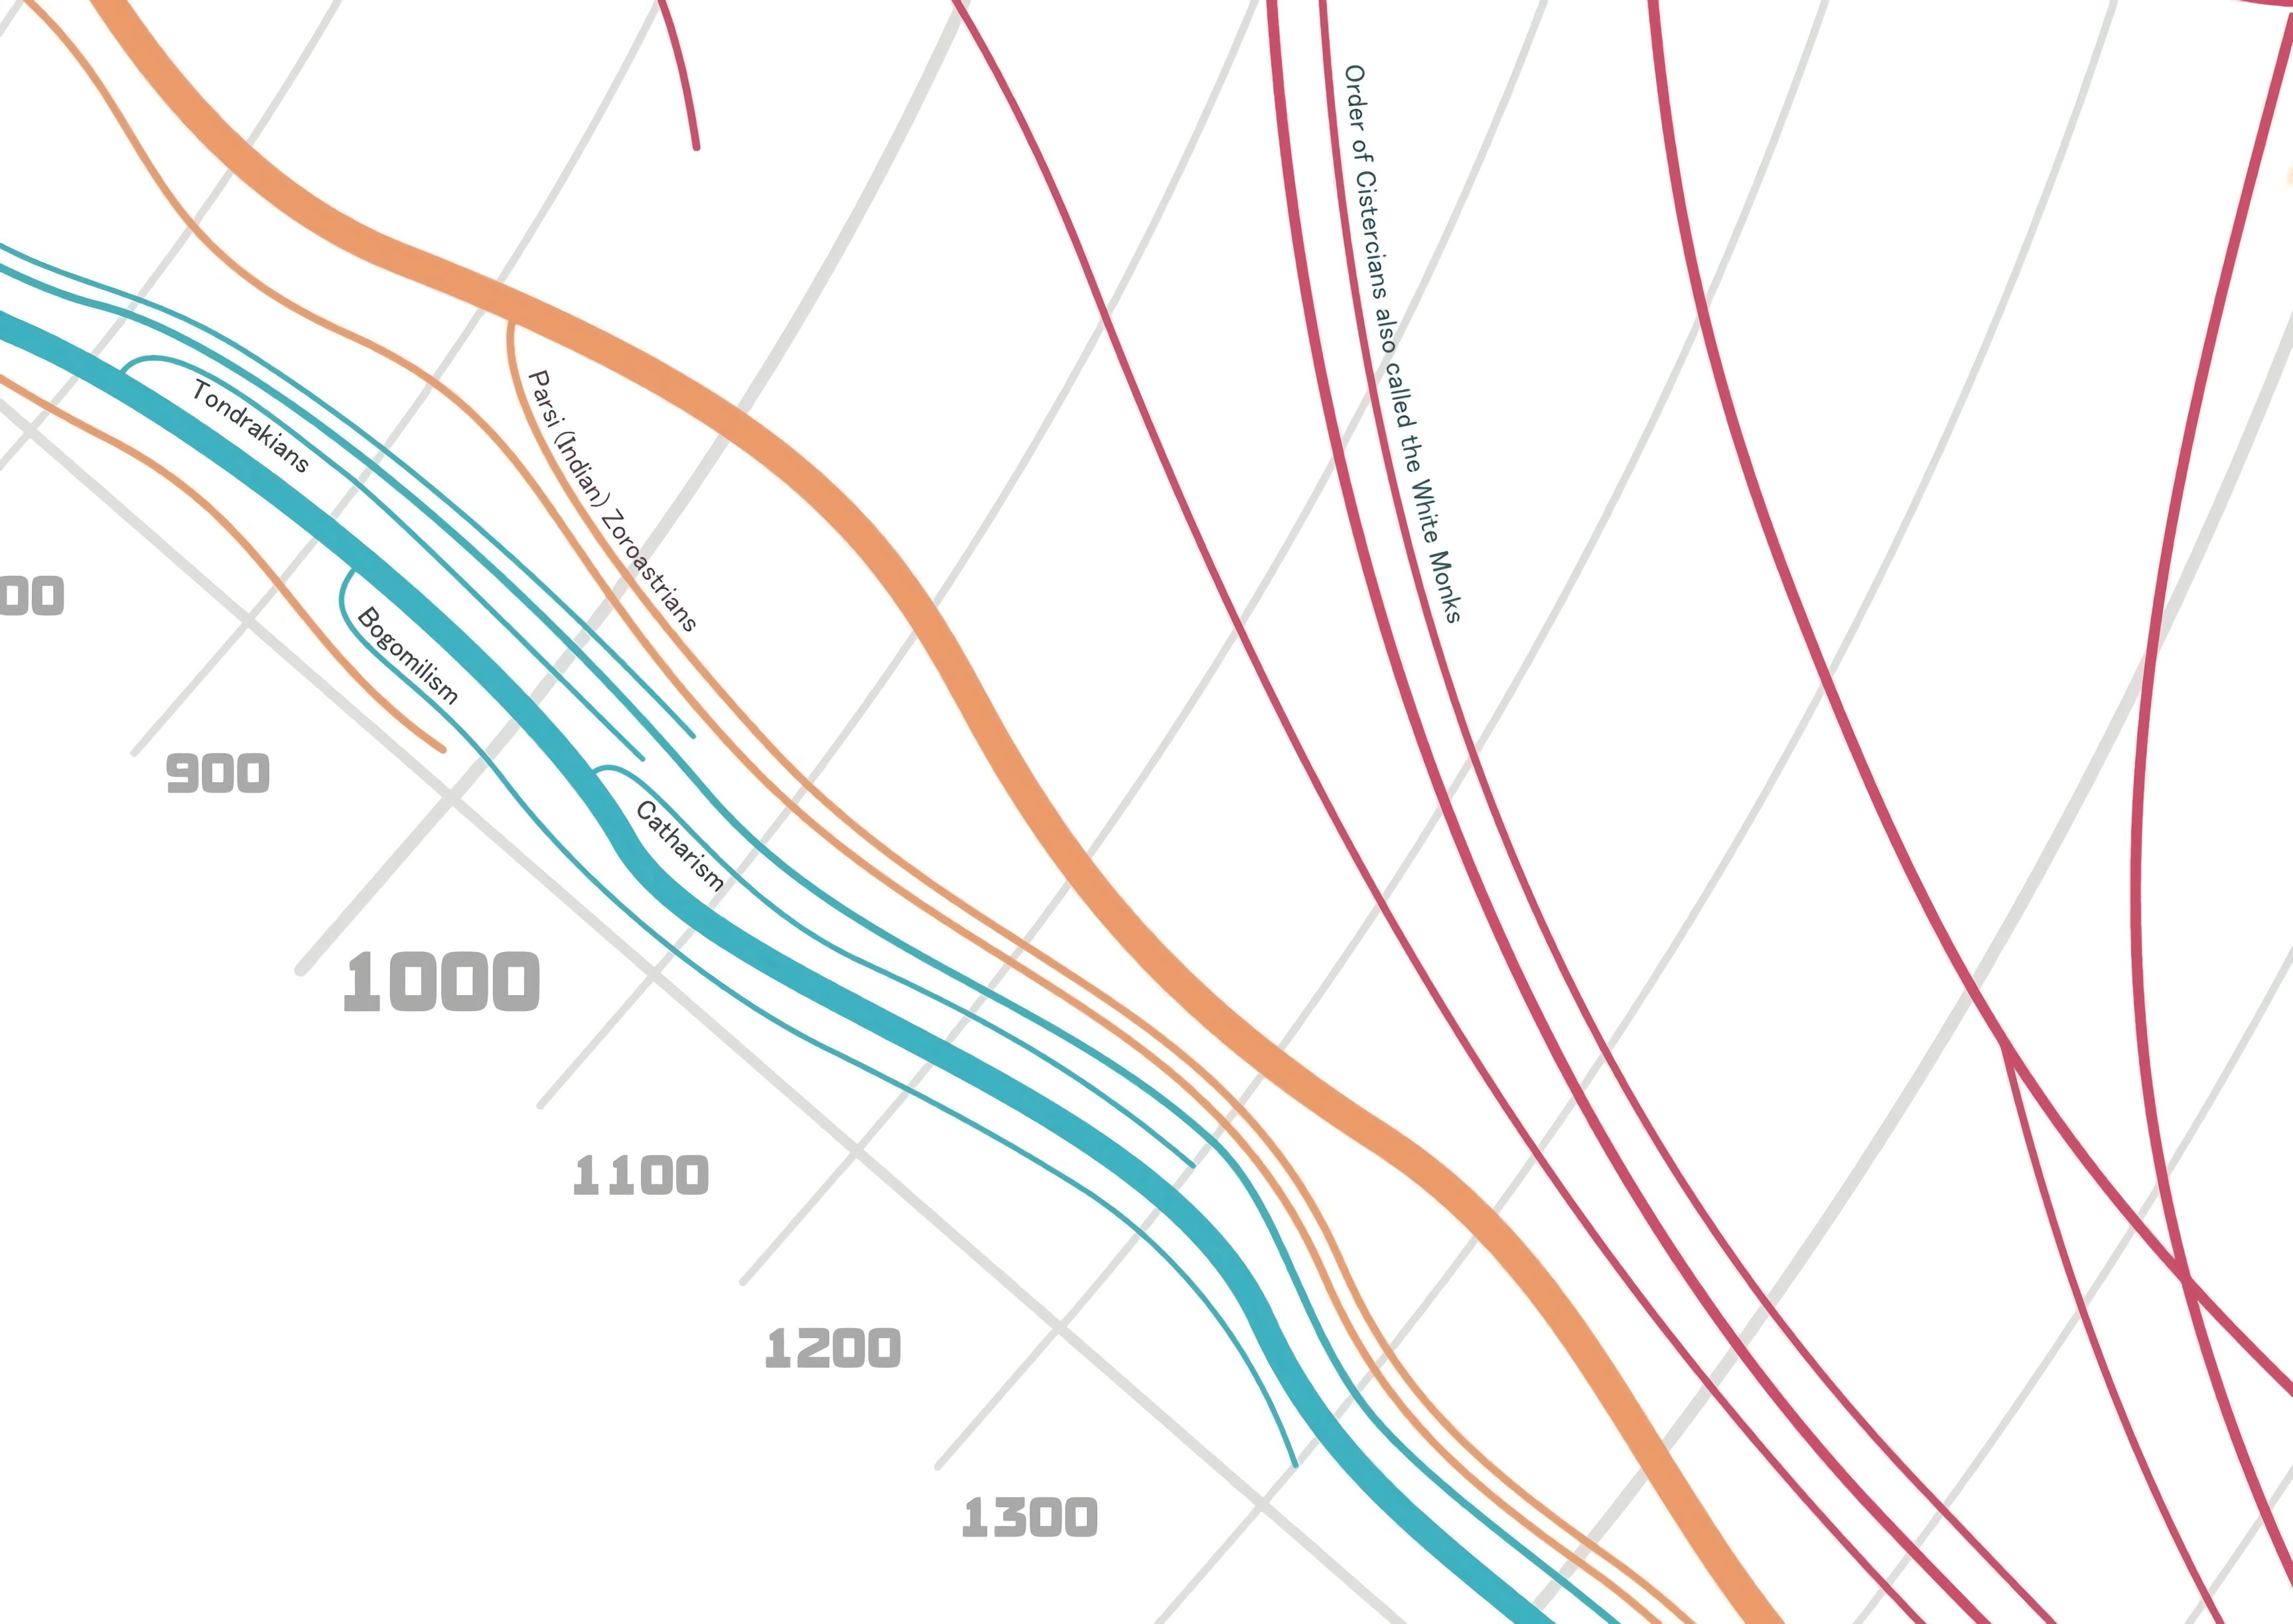 Order of Cistercians also called the White Monks
Tondrakians
Parsi (Indian) Zoroastrians
Bogomilism
Catharism
00
900
1000
1100
1200
1300